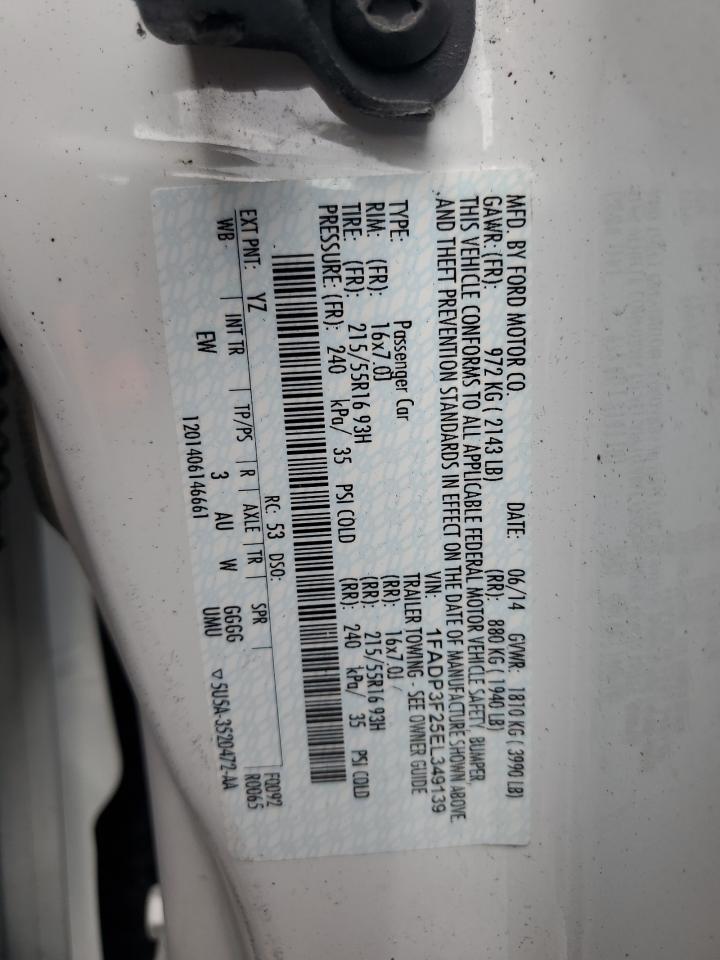 MFD. BY FORD MOTOR CO. DATE: 06/14 GVWR: 1810 KG (3990 LB)
GAWR: (FR): 972 KG (2143 LB) (RR): 880 KG (1940 LB)
THIS VEHICLE CONFORMS TO ALL APPLICABLE FEDERAL MOTOR VEHICLE SAFETY, BUMPER,
AND THEFT PREVENTION STANDARDS IN EFFECT ON THE DATE OF MANUFACTURE SHOWN ABOVE.
VIN: 1FADP3F25EL349139
TYPE: Passenger Car TRAILER TOWING - SEE OWNER GUIDE
RIM: (FR): 16x7.0J (RR): 16x7.0J
TIRE: (FR): 215/55R16 93H (RR): 215/55R16 93H
PRESSURE: (FR): 240 kPa/ 35 PSI COLD (RR): 240 kPa/ 35 PSI COLD
EXT PNT: YZ RC: 53 DSO: F0092
WB INT TR TP/PS R AXLE TR SPR R0065
EW 3 AU W GGGG
UMU
1201406146661 ▽5U5A-3520472-AA